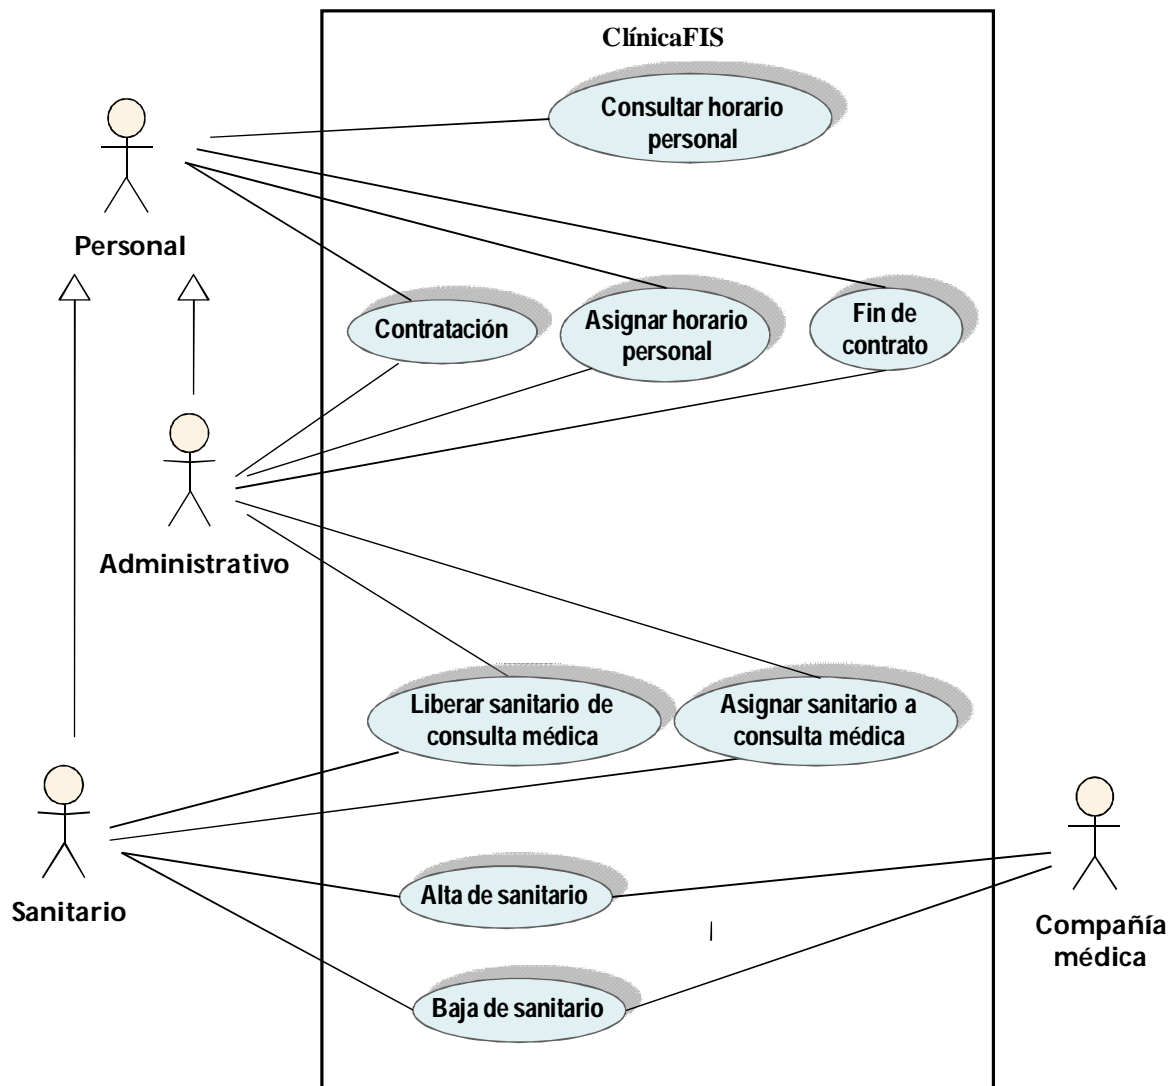 ClínicaFIS
Consultar horario
personal
Personal
Contratación
Asignar horario
personal
Fin de
contrato
Administrativo
Liberar sanitario de
consulta médica
Asignar sanitario a
consulta médica
Sanitario
Alta de sanitario
Compañía
médica
Baja de sanitario